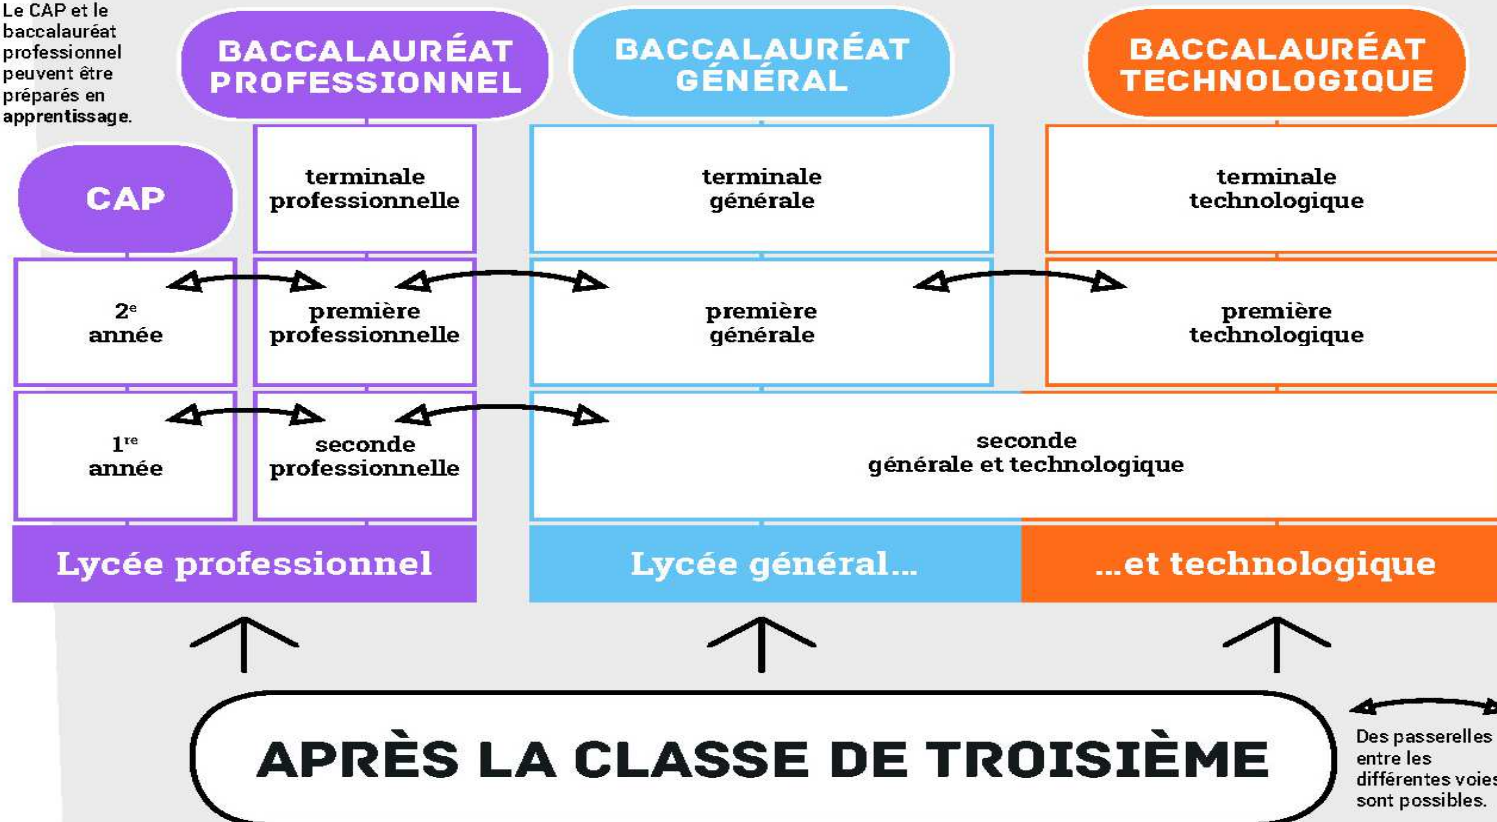 Le CAP et le
baccalauréat
professionnel
peuvent être
préparés en
apprentissage.
BACCALAURÉAT
PROFESSIONNEL
BACCALAURÉAT
GÉNÉRAL
BACCALAURÉAT
TECHNOLOGIQUE
CAP
terminale
professionnelle
terminale
générale
terminale
technologique
2e
année
première
professionnelle
première
générale
première
technologique
1re
année
seconde
professionnelle
seconde
générale et technologique
Lycée professionnel
Lycée général...
...et technologique
APRÈS LA CLASSE DE TROISIÈME
Des passerelles
entre les
différentes voies
sont possibles.